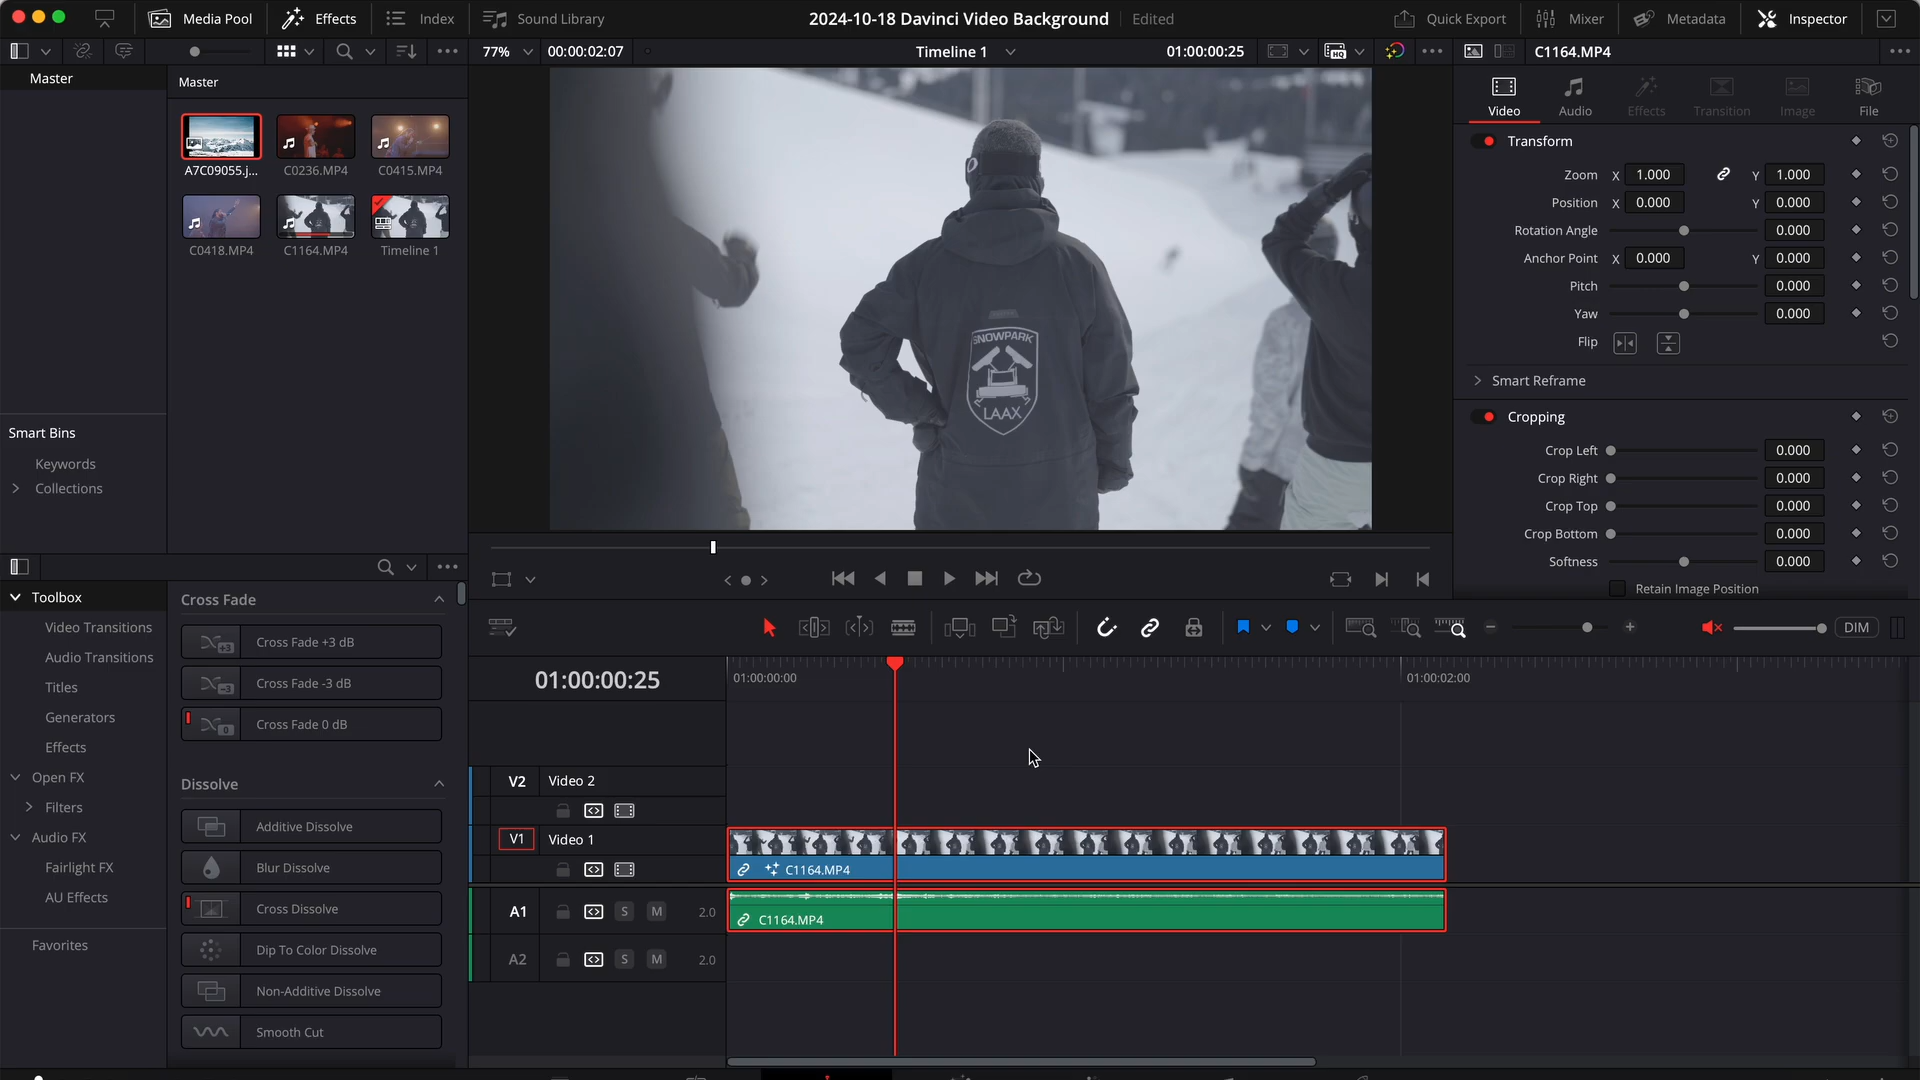 Media Pool
Effects
Index
Sound Library
2024-10-18 Davinci Video Background
Edited
Quick Export
Mixer
Metadata
Inspector
77%
00:00:02:07
Timeline 1
01:00:00:25
C1164.MP4
Master
Master
A7C09055.j...
C0236.MP4
C0415.MP4
C0418.MP4
C1164.MP4
Timeline 1
Smart Bins
Keywords
Collections
SNOWPARK
LAAX
Video
Audio
Effects
Transition
Image
File
Transform
Zoom X 1.000 Y 1.000
Position X 0.000 Y 0.000
Rotation Angle 0.000
Anchor Point X 0.000 Y 0.000
Pitch 0.000
Yaw 0.000
Flip
Smart Reframe
Cropping
Crop Left 0.000
Crop Right 0.000
Crop Top 0.000
Crop Bottom 0.000
Softness 0.000
Retain Image Position
Toolbox
Video Transitions
Audio Transitions
Titles
Generators
Effects
Open FX
Filters
Audio FX
Fairlight FX
AU Effects
Favorites
Cross Fade
+3
Cross Fade +3 dB
-3
Cross Fade -3 dB
0
Cross Fade 0 dB
Dissolve
Additive Dissolve
Blur Dissolve
Cross Dissolve
Dip To Color Dissolve
Non-Additive Dissolve
Smooth Cut
DIM
01:00:00:25
01:00:00:00
01:00:02:00
V2 Video 2
V1 Video 1
C1164.MP4
A1 S M 2.0
C1164.MP4
A2 S M 2.0